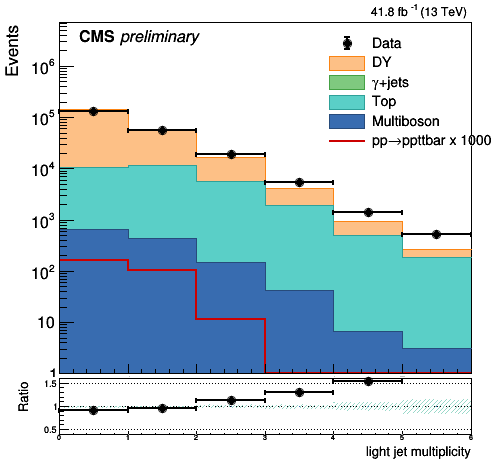 41.8 fb⁻¹ (13 TeV)
CMS preliminary
Events
Data
DY
γ+jets
Top
Multiboson
pp→ppttbar x 1000
10⁶
10⁵
10⁴
10³
10²
10
1
Ratio
1.5
1
0.5
0 1 2 3 4 5 6
light jet multiplicity